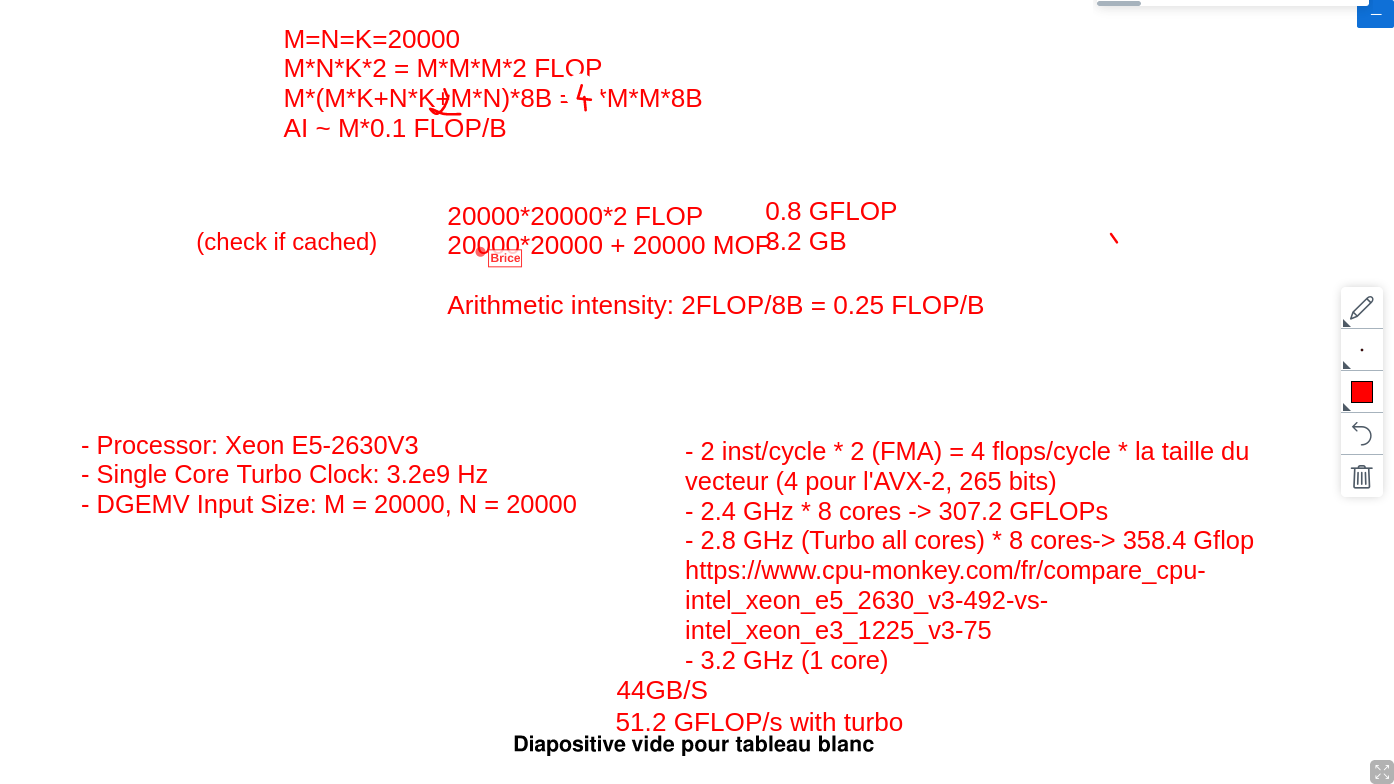 M=N=K=20000
M*N*K*2 = M*M*M*2 FLOP
M*(M*K+N*K+M*N)*8B = 4 *M*M*8B
2
AI ~ M*0.1 FLOP/B
20000*20000*2 FLOP
0.8 GFLOP
(check if cached)
20000*20000 + 20000 MOP
3.2 GB
Brice
Arithmetic intensity: 2FLOP/8B = 0.25 FLOP/B
- Processor: Xeon E5-2630V3
- Single Core Turbo Clock: 3.2e9 Hz
- DGEMV Input Size: M = 20000, N = 20000
- 2 inst/cycle * 2 (FMA) = 4 flops/cycle * la taille du
vecteur (4 pour l'AVX-2, 265 bits)
- 2.4 GHz * 8 cores -> 307.2 GFLOPs
- 2.8 GHz (Turbo all cores) * 8 cores-> 358.4 Gflop
https://www.cpu-monkey.com/fr/compare_cpu-
intel_xeon_e5_2630_v3-492-vs-
intel_xeon_e3_1225_v3-75
- 3.2 GHz (1 core)
44GB/S
51.2 GFLOP/s with turbo
Diapositive vide pour tableau blanc